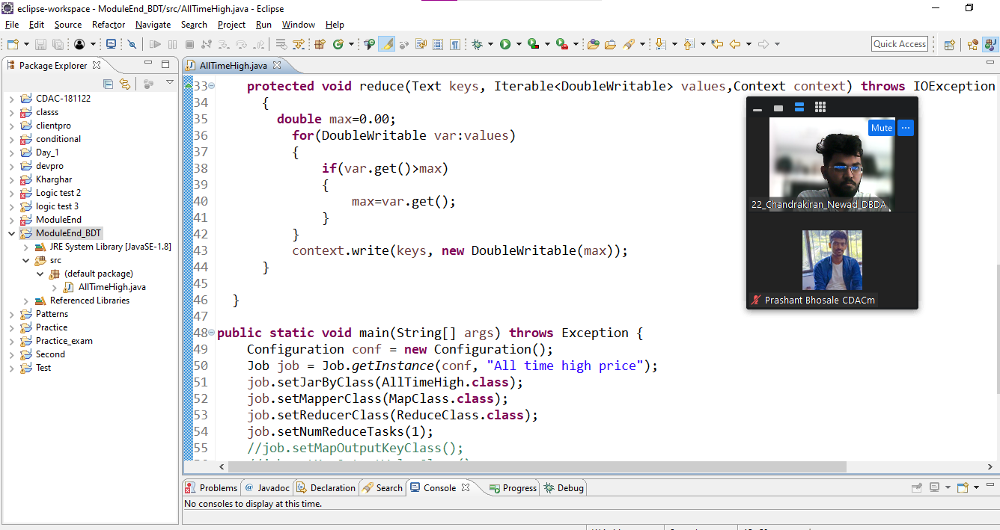 eclipse-workspace - ModuleEnd_BDT/src/AllTimeHigh.java - Eclipse
File Edit Source Refactor Navigate Search Project Run Window Help
Quick Access
Package Explorer
CDAC-181122
classs
clientpro
conditional
Day_1
devpro
Kharghar
Logic test 2
logic test 3
ModuleEnd
ModuleEnd_BDT
JRE System Library [JavaSE-1.8]
src
(default package)
AllTimeHigh.java
Referenced Libraries
Patterns
Practice
Practice_exam
Second
Test
AllTimeHigh.java
33 protected void reduce(Text keys, Iterable<DoubleWritable> values,Context context) throws IOException
34 {
35 double max=0.00;
36 for(DoubleWritable var:values)
37 {
38 if(var.get()>max)
39 {
40 max=var.get();
41 }
42 }
43 context.write(keys, new DoubleWritable(max));
44 }
45
46 }
47
48 public static void main(String[] args) throws Exception {
49 Configuration conf = new Configuration();
50 Job job = Job.getInstance(conf, "All time high price");
51 job.setJarByClass(AllTimeHigh.class);
52 job.setMapperClass(MapClass.class);
53 job.setReducerClass(ReduceClass.class);
54 job.setNumReduceTasks(1);
55 //job.setMapOutputKeyClass();
Mute ...
22_Chandrakiran_Newad_DBDA
Prashant Bhosale CDACm
Problems @ Javadoc Declaration Search Console Progress Debug
No consoles to display at this time.